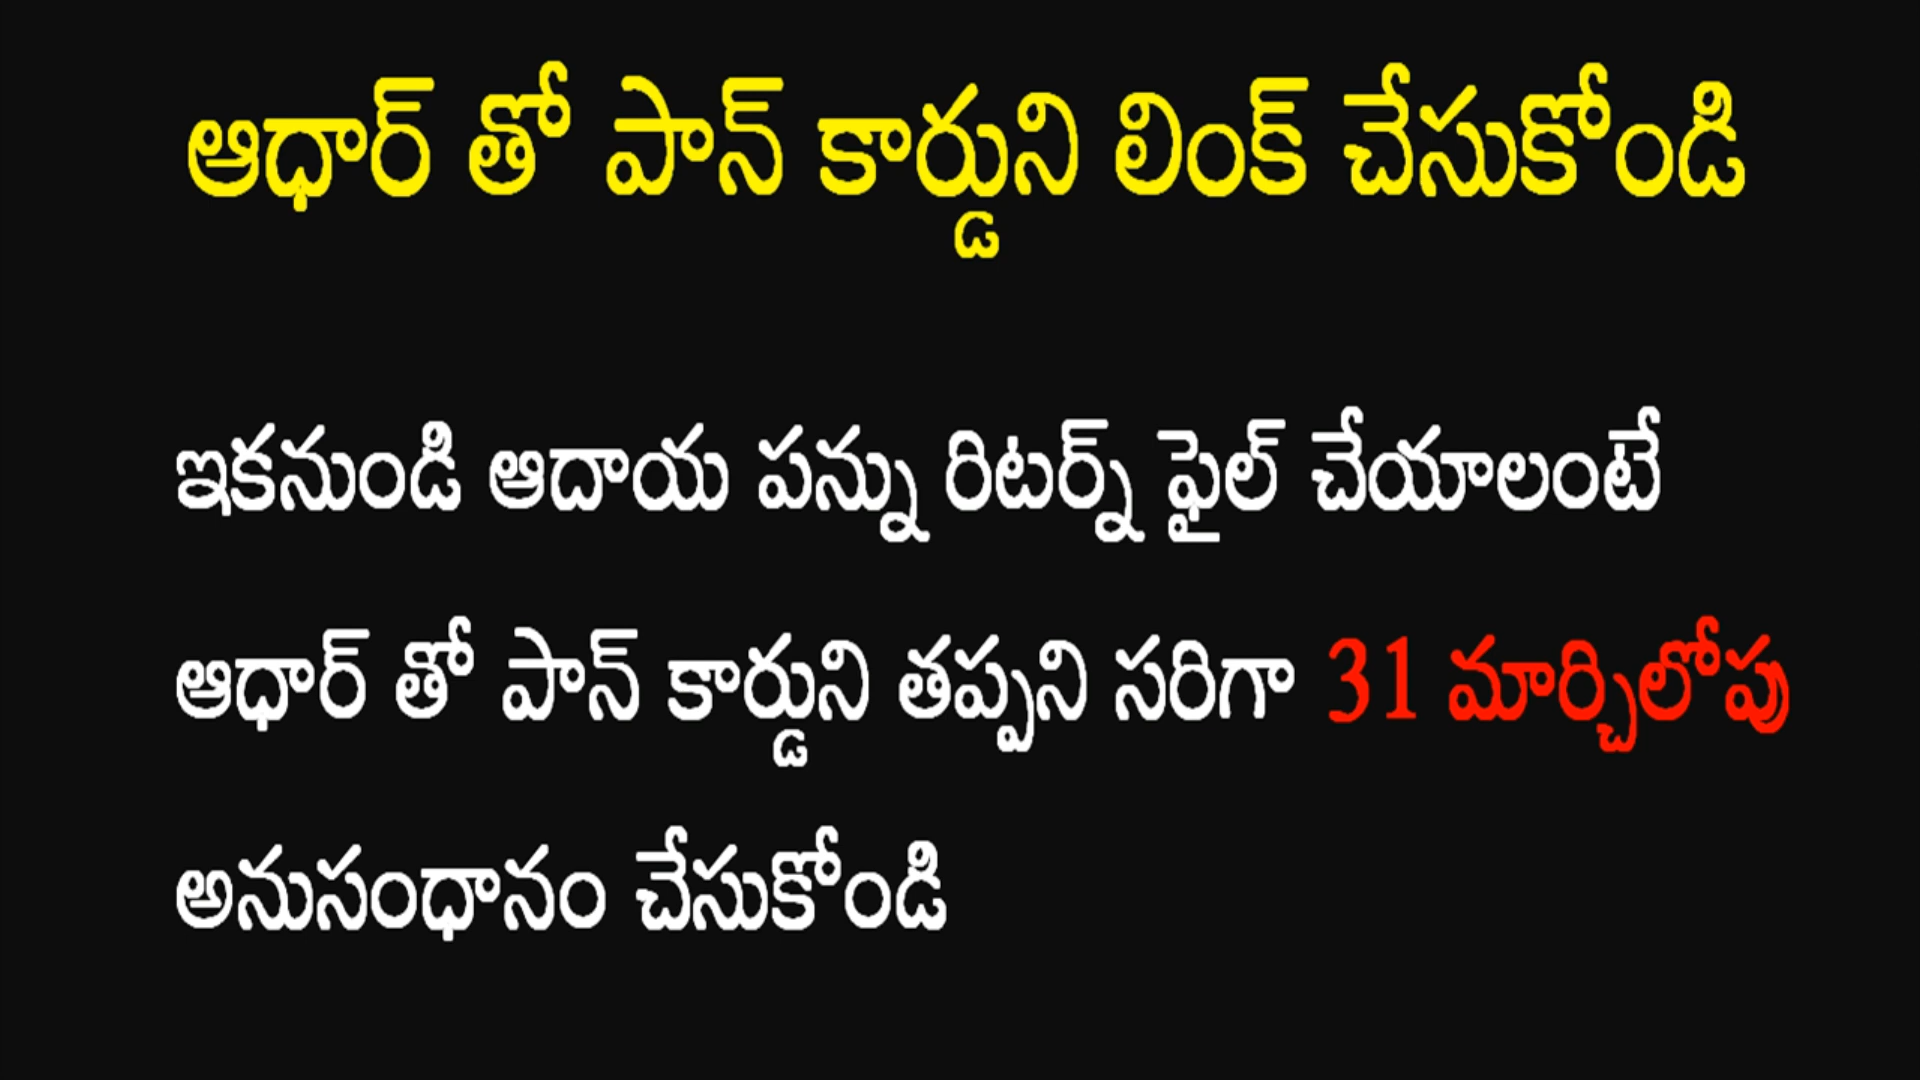 ఆధార్ తో పాన్ కార్డుని లింక్ చేసుకోండి
ఇకనుండి ఆదాయ పన్ను రిటర్న్ ఫైల్ చేయాలంటే
ఆధార్ తో పాన్ కార్డుని తప్పని సరిగా 31 మార్చిలోపు
అనుసంధానం చేసుకోండి